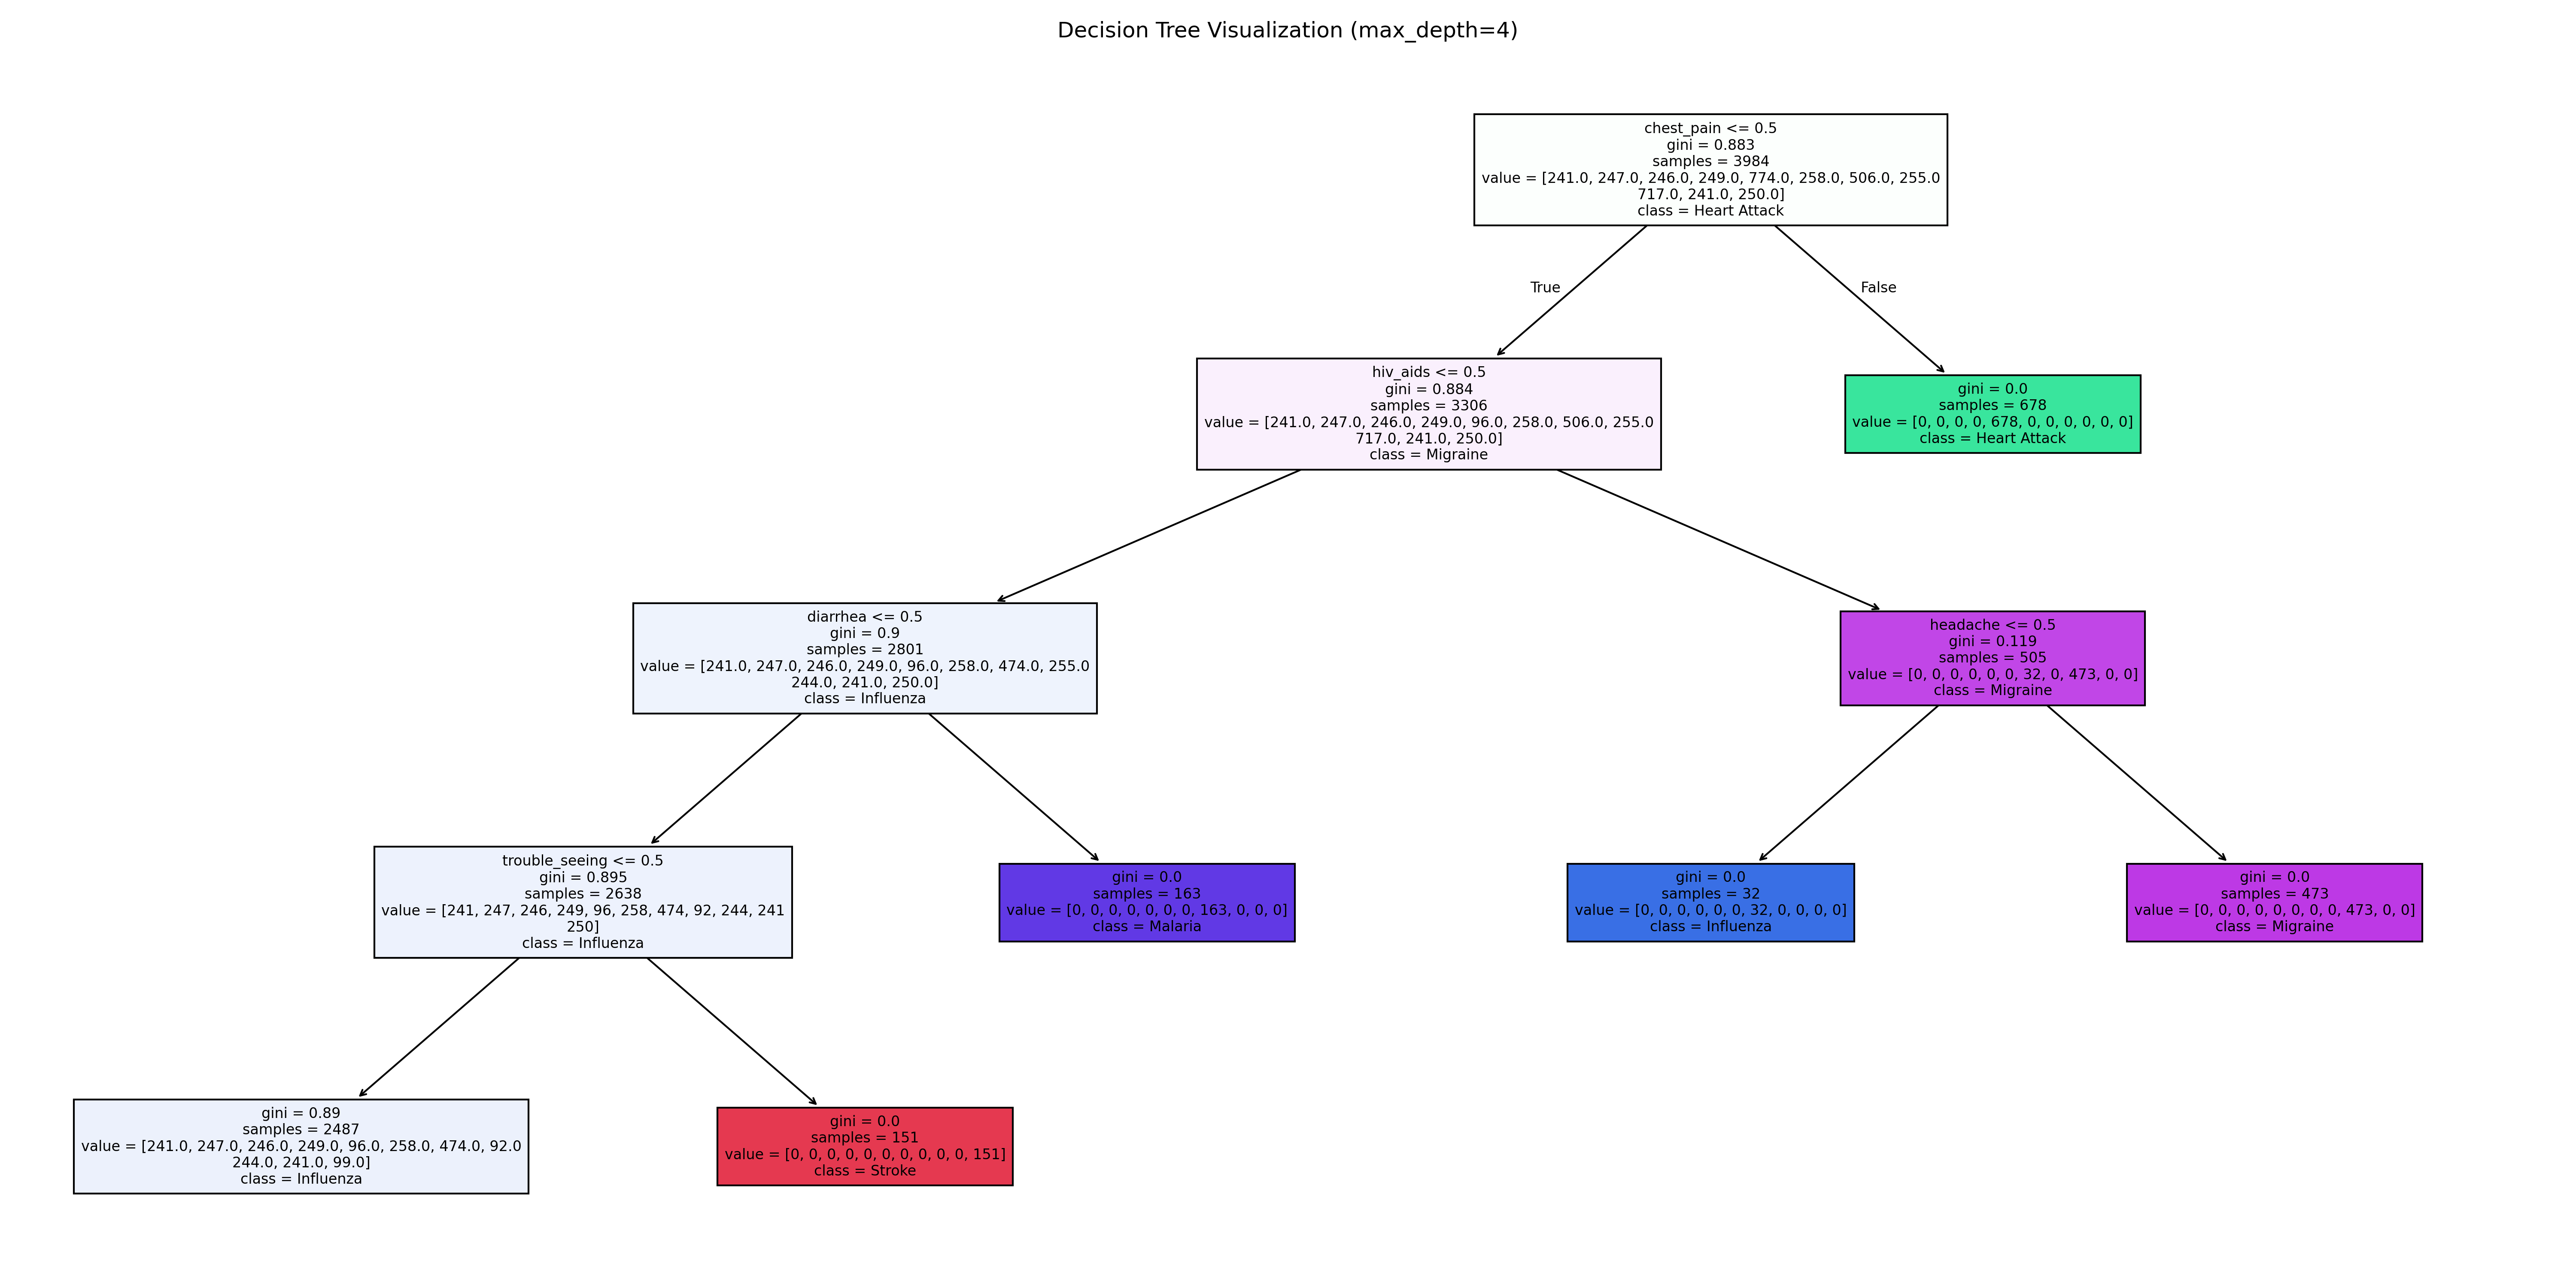 Decision Tree Visualization (max_depth=4)
chest_pain <= 0.5
gini = 0.883
samples = 3984
value = [241.0, 247.0, 246.0, 249.0, 774.0, 258.0, 506.0, 255.0
717.0, 241.0, 250.0]
class = Heart Attack
True
False
hiv_aids <= 0.5
gini = 0.884
samples = 3306
value = [241.0, 247.0, 246.0, 249.0, 96.0, 258.0, 506.0, 255.0
717.0, 241.0, 250.0]
class = Migraine
gini = 0.0
samples = 678
value = [0, 0, 0, 0, 678, 0, 0, 0, 0, 0, 0]
class = Heart Attack
diarrhea <= 0.5
gini = 0.9
samples = 2801
value = [241.0, 247.0, 246.0, 249.0, 96.0, 258.0, 474.0, 255.0
244.0, 241.0, 250.0]
class = Influenza
headache <= 0.5
gini = 0.119
samples = 505
value = [0, 0, 0, 0, 0, 0, 32, 0, 473, 0, 0]
class = Migraine
trouble_seeing <= 0.5
gini = 0.895
samples = 2638
value = [241, 247, 246, 249, 96, 258, 474, 92, 244, 241
250]
class = Influenza
gini = 0.0
samples = 163
value = [0, 0, 0, 0, 0, 0, 0, 163, 0, 0, 0]
class = Malaria
gini = 0.0
samples = 32
value = [0, 0, 0, 0, 0, 0, 32, 0, 0, 0, 0]
class = Influenza
gini = 0.0
samples = 473
value = [0, 0, 0, 0, 0, 0, 0, 0, 473, 0, 0]
class = Migraine
gini = 0.89
samples = 2487
value = [241.0, 247.0, 246.0, 249.0, 96.0, 258.0, 474.0, 92.0
244.0, 241.0, 99.0]
class = Influenza
gini = 0.0
samples = 151
value = [0, 0, 0, 0, 0, 0, 0, 0, 0, 0, 151]
class = Stroke